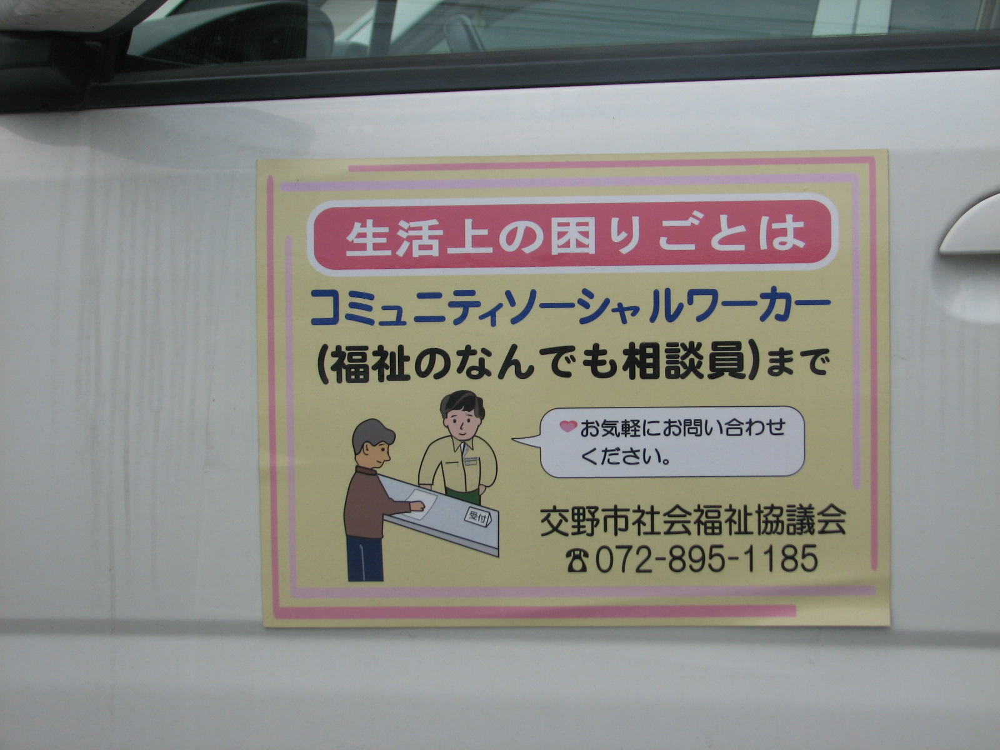 生活上の困りごとは
コミュニティソーシャルワーカー
(福祉のなんでも相談員)まで
お気軽にお問い合わせ
ください。
受付
交野市社会福祉協議会
☎072-895-1185